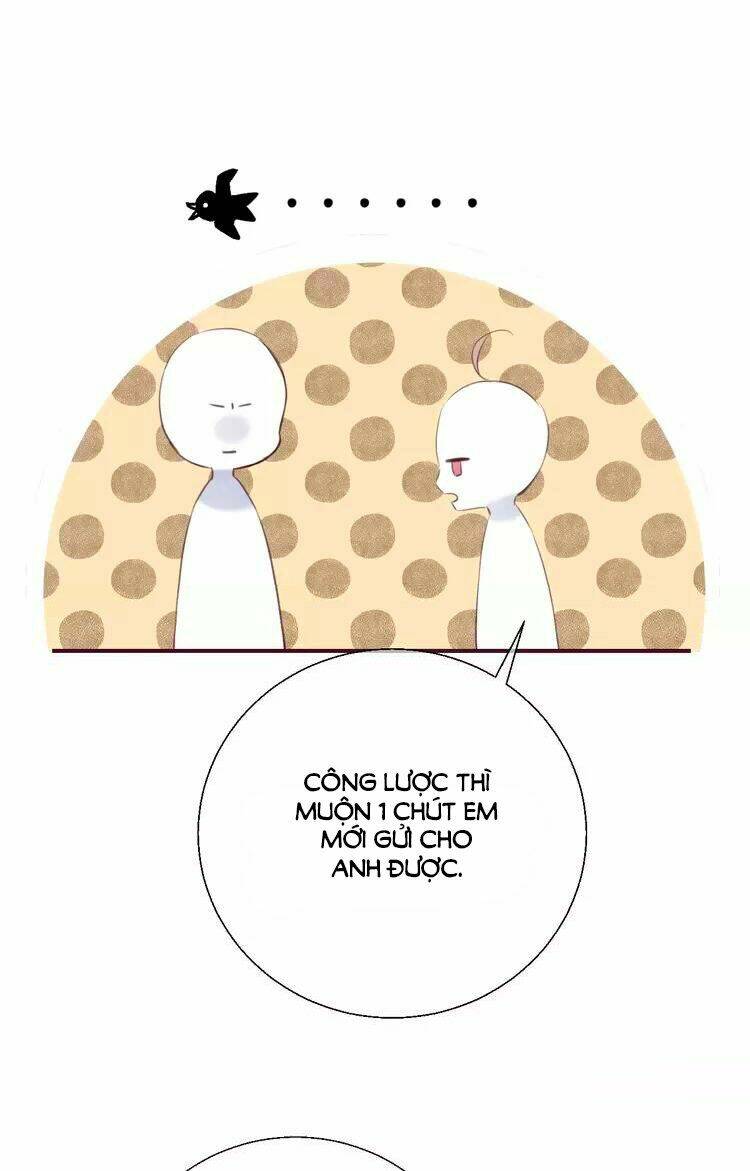 CÔNG LƯỢC THÌ
MUỘN 1 CHÚT EM
MỚI GỬI CHO
ANH ĐƯỢC.